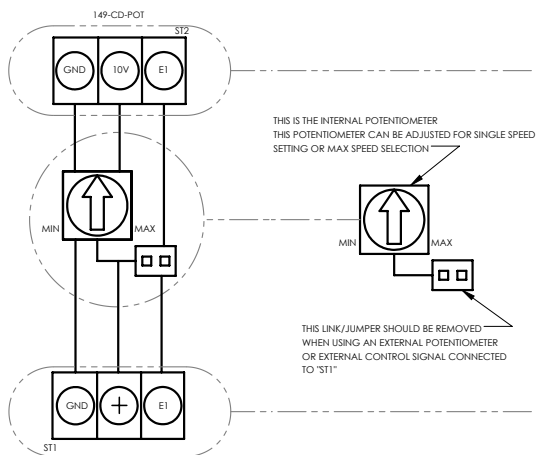 149-CD-POT
ST2
GND 10V E1
THIS IS THE INTERNAL POTENTIOMETER
THIS POTENTIOMETER CAN BE ADJUSTED FOR SINGLE SPEED
SETTING OR MAX SPEED SELECTION
MIN MAX
MIN MAX
THIS LINK/JUMPER SHOULD BE REMOVED
WHEN USING AN EXTERNAL POTENTIOMETER
OR EXTERNAL CONTROL SIGNAL CONNECTED
TO "ST1"
GND + E1
ST1